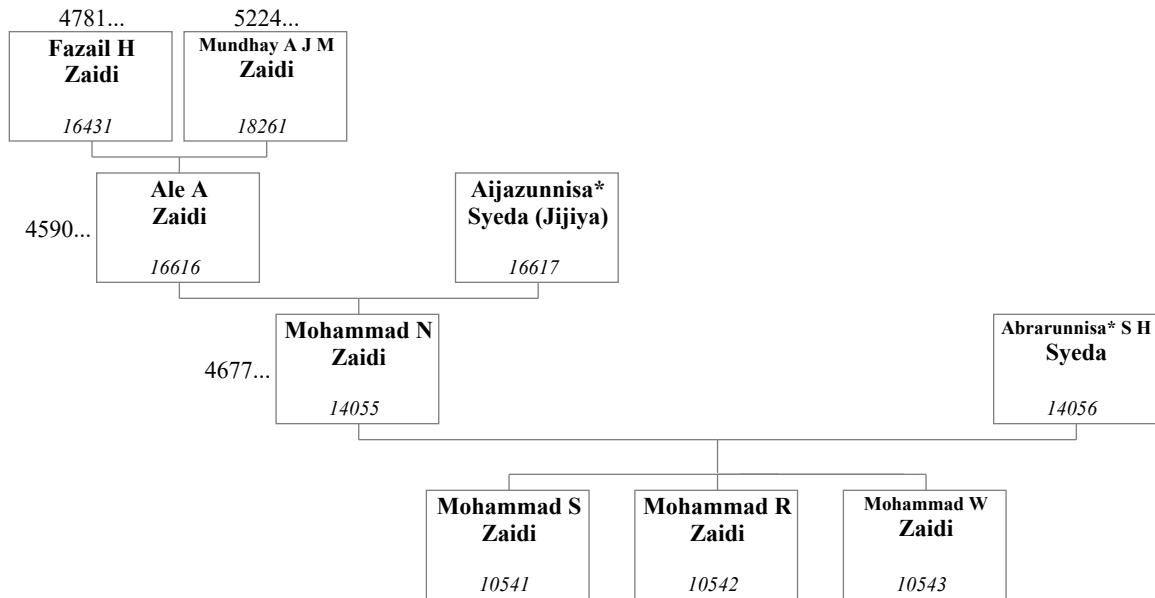 4781...
5224...
Fazail H
Zaidi
16431
Mundhay A J M
Zaidi
18261
4590...
Ale A
Zaidi
16616
Aijazunnisa*
Syeda (Jijiya)
16617
4677...
Mohammad N
Zaidi
14055
Abrarunnisa* S H
Syeda
14056
Mohammad S
Zaidi
10541
Mohammad R
Zaidi
10542
Mohammad W
Zaidi
10543